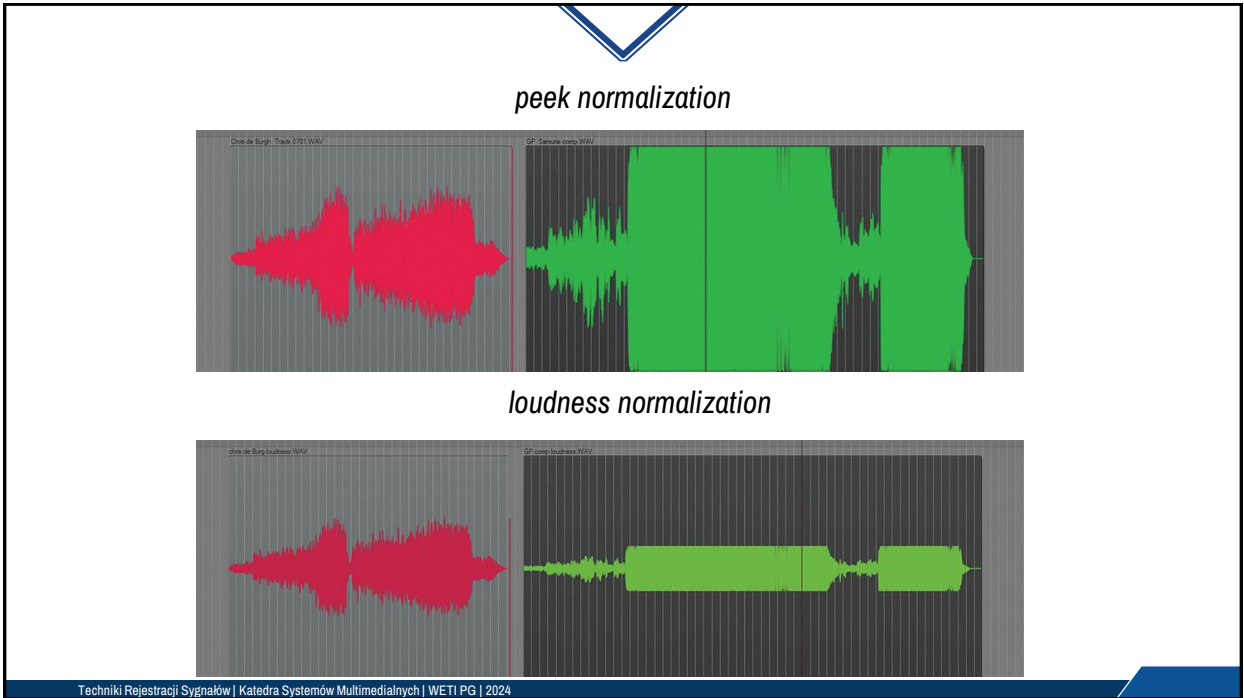 peek normalization
Chris de Burgh Track 0701.WAV
GP Samurai comp.WAV
loudness normalization
chris de Burg loudness.WAV
GP comp loudness.WAV
Techniki Rejestracji Sygnałów | Katedra Systemów Multimedialnych | WETI PG | 2024